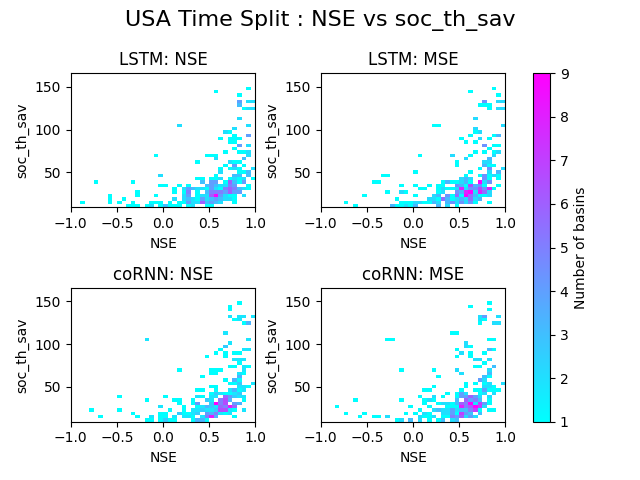 USA Time Split : NSE vs soc_th_sav
LSTM: NSE
LSTM: MSE
150
100
50
soc_th_sav
−1.0 −0.5 0.0 0.5 1.0
NSE
150
100
50
soc_th_sav
−1.0 −0.5 0.0 0.5 1.0
NSE
coRNN: NSE
coRNN: MSE
150
100
50
soc_th_sav
−1.0 −0.5 0.0 0.5 1.0
NSE
150
100
50
soc_th_sav
−1.0 −0.5 0.0 0.5 1.0
NSE
9
8
7
6
5
4
3
2
1
Number of basins